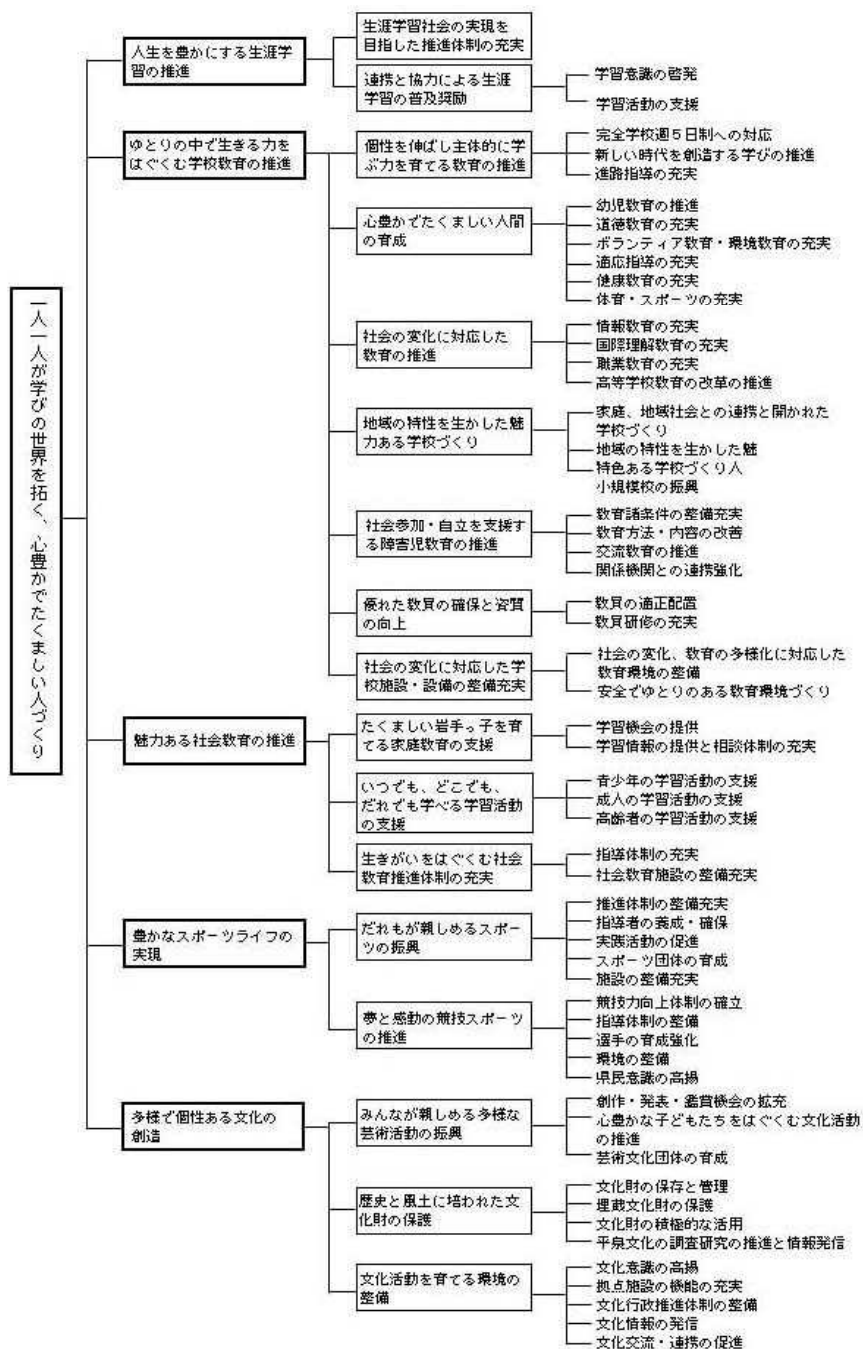 一人一人が学びの世界を拓く、心豊かでたくましい人づくり
人生を豊かにする生涯学
習の推進
生涯学習社会の実現を
目指した推進体制の充実
連携と協力による生涯
学習の普及奨励
学習意識の啓発
学習活動の支援
ゆとりの中で生きる力を
はぐくむ学校教育の推進
個性を伸ばし主体的に学
ぶ力を育てる教育の推進
完全学校週5日制への対応
新しい時代を創造する学びの推進
進路指導の充実
心豊かでたくましい人間
の育成
幼児教育の推進
道徳教育の充実
ボランティア教育・環境教育の充実
適応指導の充実
健康教育の充実
体育・スポーツの充実
社会の変化に対応した
教育の推進
情報教育の充実
国際理解教育の充実
職業教育の充実
高等学校教育の改革の推進
地域の特性を生かした魅
力ある学校づくり
家庭、地域社会との連携と開かれた
学校づくり
地域の特性を生かした魅
特色ある学校づくり人
小規模校の振興
社会参加・自立を支援す
る障害児教育の推進
教育諸条件の整備充実
教育方法・内容の改善
交流教育の推進
関係機関との連携強化
優れた教員の確保と資質
の向上
教員の適正配置
教員研修の充実
社会の変化に対応した学
校施設・設備の整備充実
社会の変化、教育の多様化に対応した
教育環境の整備
安全でゆとりのある教育環境づくり
魅力ある社会教育の推進
たくましい岩手っ子を育
てる家庭教育の支援
学習機会の提供
学習情報の提供と相談体制の充実
いつでも、どこでも、
だれでも学べる学習活動
の支援
青少年の学習活動の支援
成人の学習活動の支援
高齢者の学習活動の支援
生きがいをはぐくむ社会
教育推進体制の充実
指導体制の充実
社会教育施設の整備充実
豊かなスポーツライフの
実現
だれもが親しめるスポー
ツの振興
推進体制の整備充実
指導者の養成・確保
実践活動の促進
スポーツ団体の育成
施設の整備充実
夢と感動の競技スポーツ
の推進
競技力向上体制の確立
指導体制の整備
選手の育成強化
環境の整備
県民意識の高揚
多様で個性ある文化の
創造
みんなが親しめる多様な
芸術活動の振興
創作・発表・鑑賞機会の拡充
心豊かな子どもたちをはぐくむ文化活動
の推進
芸術文化団体の育成
歴史と風土に培われた文
化財の保護
文化財の保存と管理
埋蔵文化財の保護
文化財の積極的な活用
平泉文化の調査研究の推進と情報発信
文化活動を育てる環境の
整備
文化意識の高揚
拠点施設の機能の充実
文化行政推進体制の整備
文化情報の発信
文化交流・連携の促進